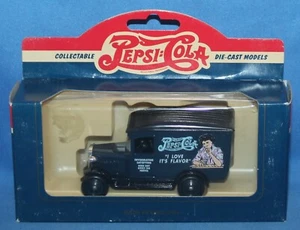 COLLECTABLE
PEPSI-COLA
DIE-CAST MODELS
PEPSI-COLA
"I LOVE
IT'S FLAVOR"